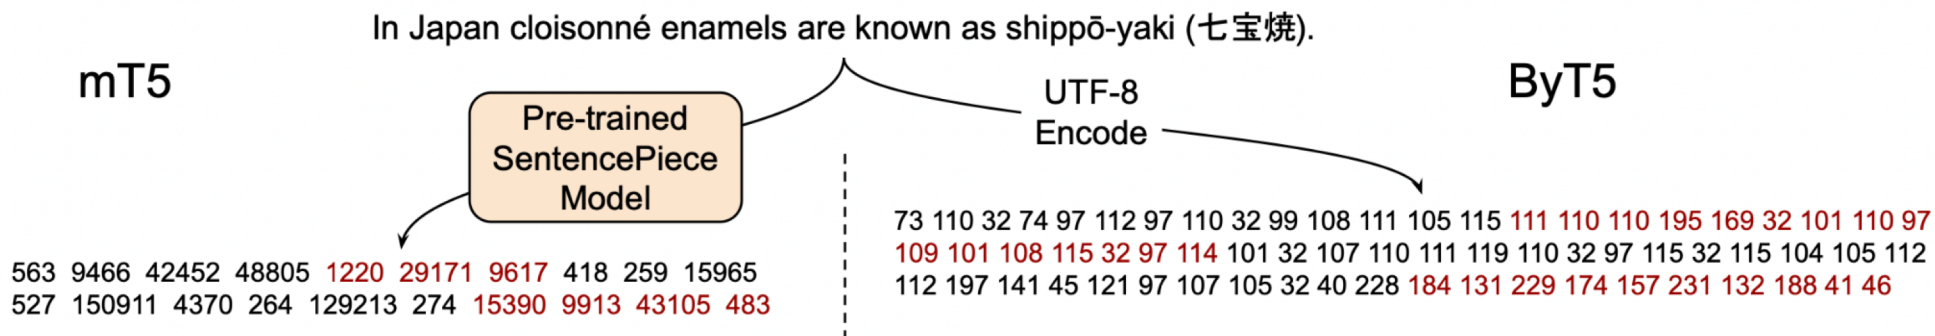 In Japan cloisonné enamels are known as shippō-yaki (七宝焼).
mT5
Pre-trained
SentencePiece
Model
563 9466 42452 48805 1220 29171 9617 418 259 15965
527 150911 4370 264 129213 274 15390 9913 43105 483
UTF-8
Encode
ByT5
73 110 32 74 97 112 97 110 32 99 108 111 105 115 111 110 110 195 169 32 101 110 97
109 101 108 115 32 97 114 101 32 107 110 111 119 110 32 97 115 32 115 104 105 112
112 197 141 45 121 97 107 105 32 40 228 184 131 229 174 157 231 132 188 41 46